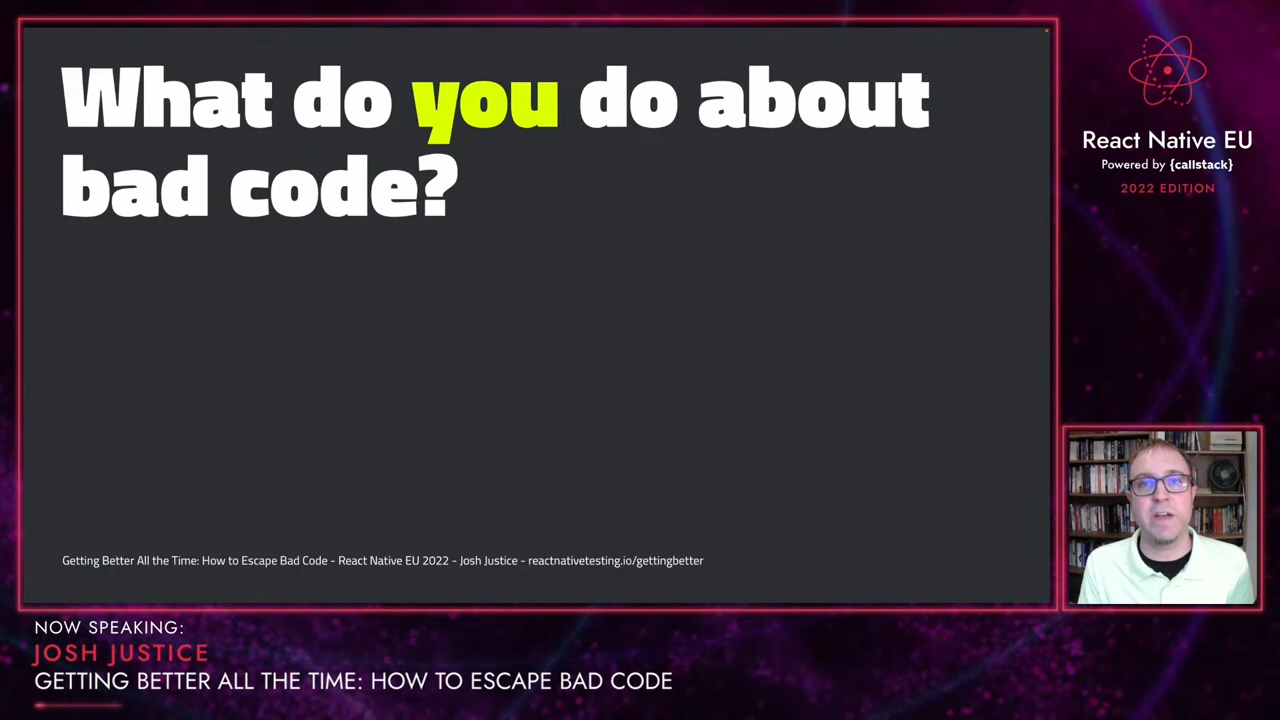 What do you do about
bad code?
Getting Better All the Time: How to Escape Bad Code - React Native EU 2022 - Josh Justice - reactnativetesting.io/gettingbetter
React Native EU
Powered by {callstack}
2022 EDITION
NOW SPEAKING:
JOSH JUSTICE
GETTING BETTER ALL THE TIME: HOW TO ESCAPE BAD CODE